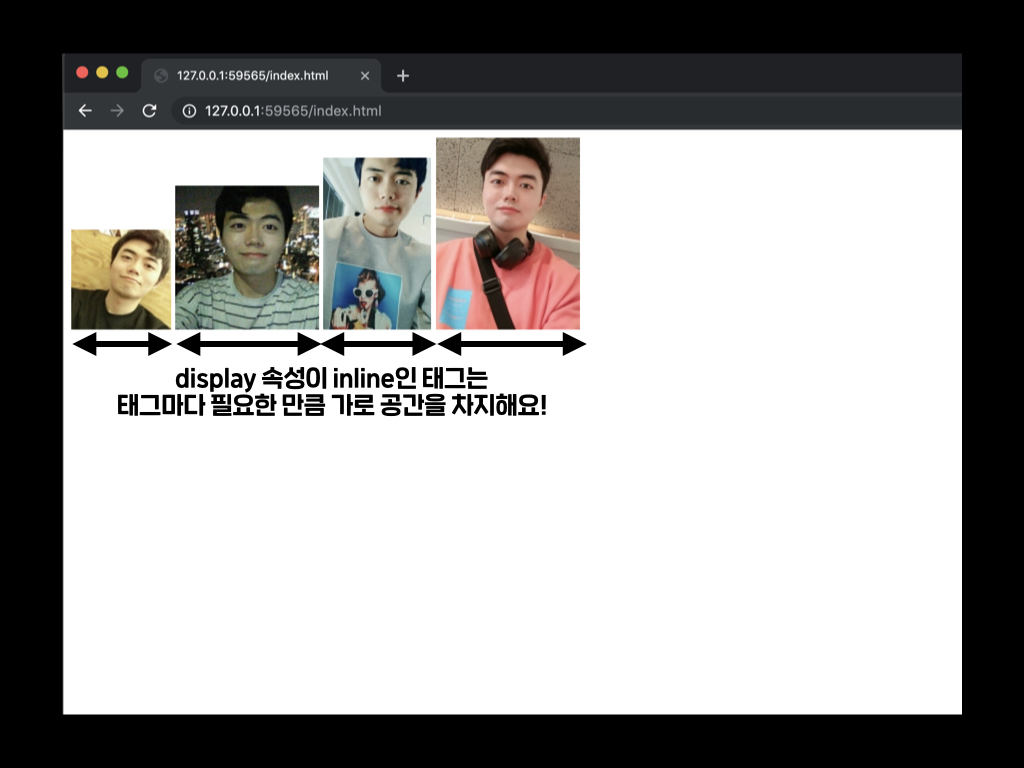 127.0.0.1:59565/index.html
127.0.0.1:59565/index.html
display 속성이 inline인 태그는
태그마다 필요한 만큼 가로 공간을 차지해요!